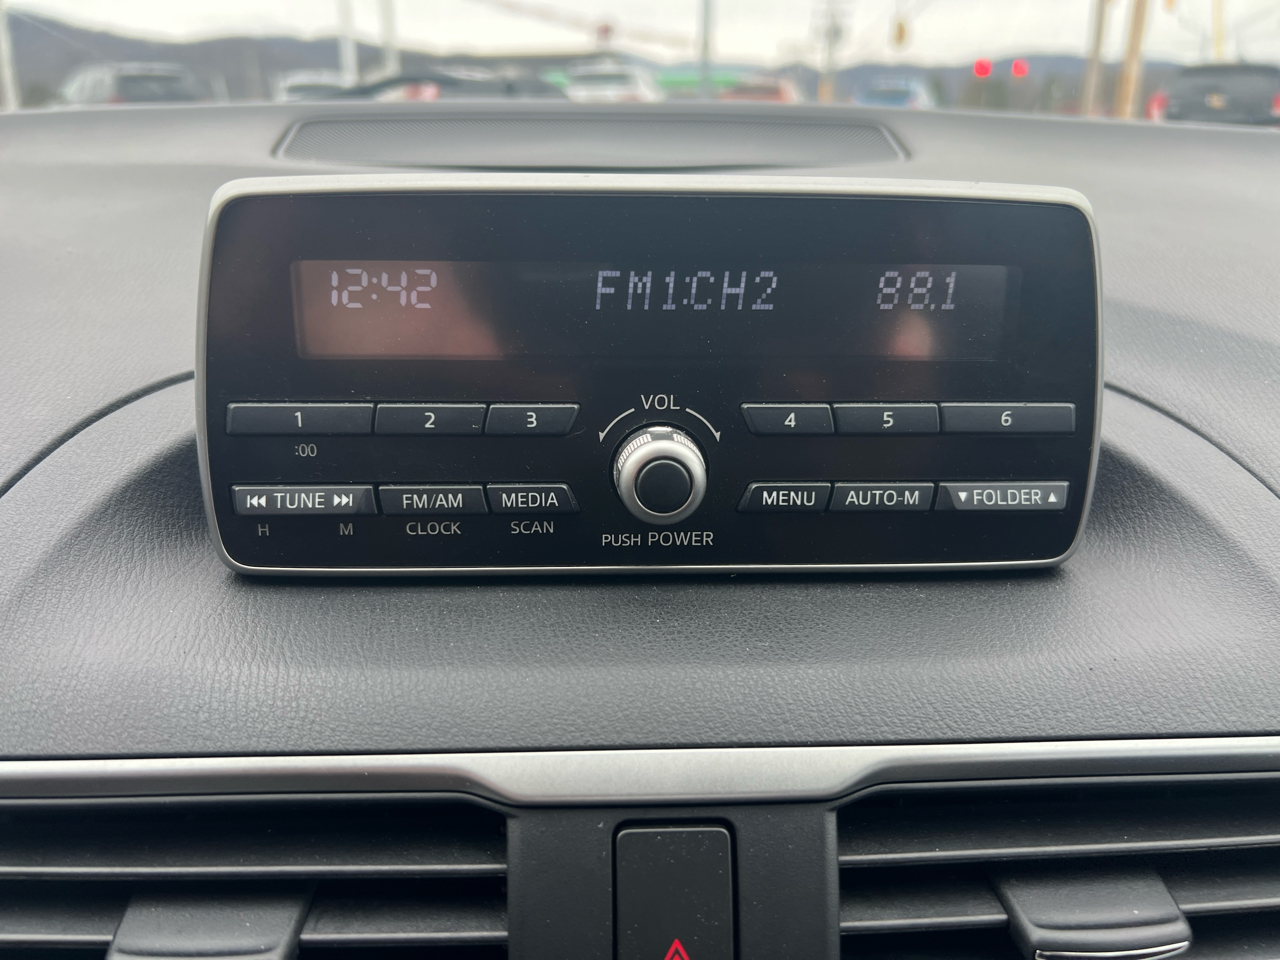 12:42 FM1:CH2 88.1
VOL
1 2 3 4 5 6
:00
TUNE FM/AM MEDIA MENU AUTO-M FOLDER
H M CLOCK SCAN
PUSH POWER